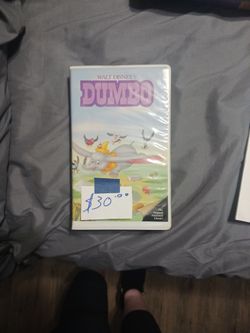 WALT DISNEY'S
DUMBO
$30.00